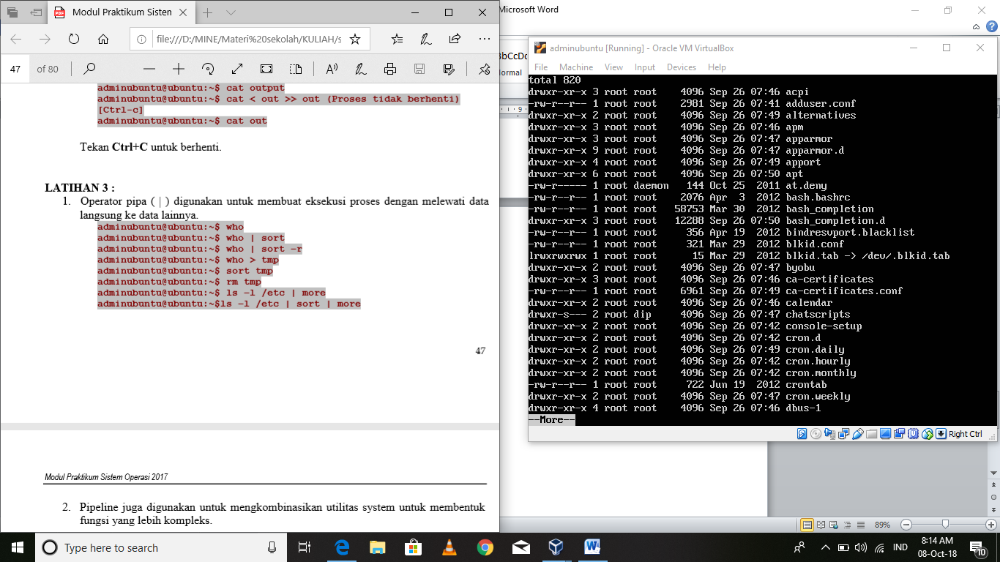 Modul Praktikum Sisten
file:///D:/MINE/Materi%20sekolah/KULIAH/s
47 of 80
adminubuntu@ubuntu:~$ cat output
adminubuntu@ubuntu:~$ cat < out >> out (Proses tidak berhenti)
[Ctrl-c]
adminubuntu@ubuntu:~$ cat out
Tekan Ctrl+C untuk berhenti.
LATIHAN 3 :
1. Operator pipa ( | ) digunakan untuk membuat eksekusi proses dengan melewati data
langsung ke data lainnya.
adminubuntu@ubuntu:~$ who
adminubuntu@ubuntu:~$ who | sort
adminubuntu@ubuntu:~$ who | sort –r
adminubuntu@ubuntu:~$ who > tmp
adminubuntu@ubuntu:~$ sort tmp
adminubuntu@ubuntu:~$ rm tmp
adminubuntu@ubuntu:~$ ls –l /etc | more
adminubuntu@ubuntu:~$ls –l /etc | sort | more
47
Modul Praktikum Sistem Operasi 2017
2. Pipeline juga digunakan untuk mengkombinasikan utilitas system untuk membentuk
fungsi yang lebih kompleks.
Microsoft Word
bCcDc
ormal
9
adminubuntu [Running] - Oracle VM VirtualBox
File Machine View Input Devices Help
total 820
drwxr-xr-x 3 root root 4096 Sep 26 07:46 acpi
-rw-r--r-- 1 root root 2981 Sep 26 07:41 adduser.conf
drwxr-xr-x 2 root root 4096 Sep 26 07:49 alternatives
drwxr-xr-x 3 root root 4096 Sep 26 07:46 apm
drwxr-xr-x 3 root root 4096 Sep 26 07:47 apparmor
drwxr-xr-x 9 root root 4096 Sep 26 07:47 apparmor.d
drwxr-xr-x 4 root root 4096 Sep 26 07:49 apport
drwxr-xr-x 6 root root 4096 Sep 26 07:50 apt
-rw-r----- 1 root daemon 144 Oct 25 2011 at.deny
-rw-r--r-- 1 root root 2076 Apr 3 2012 bash.bashrc
-rw-r--r-- 1 root root 58753 Mar 30 2012 bash_completion
drwxr-xr-x 3 root root 12288 Sep 26 07:50 bash_completion.d
-rw-r--r-- 1 root root 356 Apr 19 2012 bindresvport.blacklist
-rw-r--r-- 1 root root 321 Mar 29 2012 blkid.conf
lrwxrwxrwx 1 root root 15 Mar 29 2012 blkid.tab -> /dev/.blkid.tab
drwxr-xr-x 2 root root 4096 Sep 26 07:47 byobu
drwxr-xr-x 3 root root 4096 Sep 26 07:46 ca-certificates
-rw-r--r-- 1 root root 6961 Sep 26 07:49 ca-certificates.conf
drwxr-xr-x 2 root root 4096 Sep 26 07:46 calendar
drwxr-s--- 2 root dip 4096 Sep 26 07:47 chatscripts
drwxr-xr-x 2 root root 4096 Sep 26 07:42 console-setup
drwxr-xr-x 2 root root 4096 Sep 26 07:42 cron.d
drwxr-xr-x 2 root root 4096 Sep 26 07:49 cron.daily
drwxr-xr-x 2 root root 4096 Sep 26 07:42 cron.hourly
drwxr-xr-x 2 root root 4096 Sep 26 07:42 cron.monthly
-rw-r--r-- 1 root root 722 Jun 19 2012 crontab
drwxr-xr-x 2 root root 4096 Sep 26 07:47 cron.weekly
drwxr-xr-x 4 root root 4096 Sep 26 07:46 dbus-1
--More--
Right Ctrl
89%
Type here to search
IND
8:14 AM
08-Oct-18
10